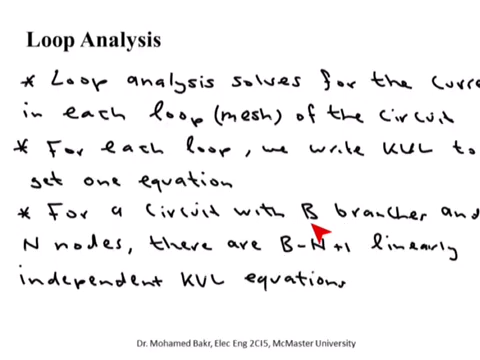 Loop Analysis
* Loop analysis solves for the curre
in each loop (mesh) of the circuit
* For each loop, we write KVL to
get one equation
* For a circuit with B branches and
N nodes, there are B-N+1 linearly
independent KVL equations
Dr. Mohamed Bakr, Elec Eng 2CI5, McMaster University